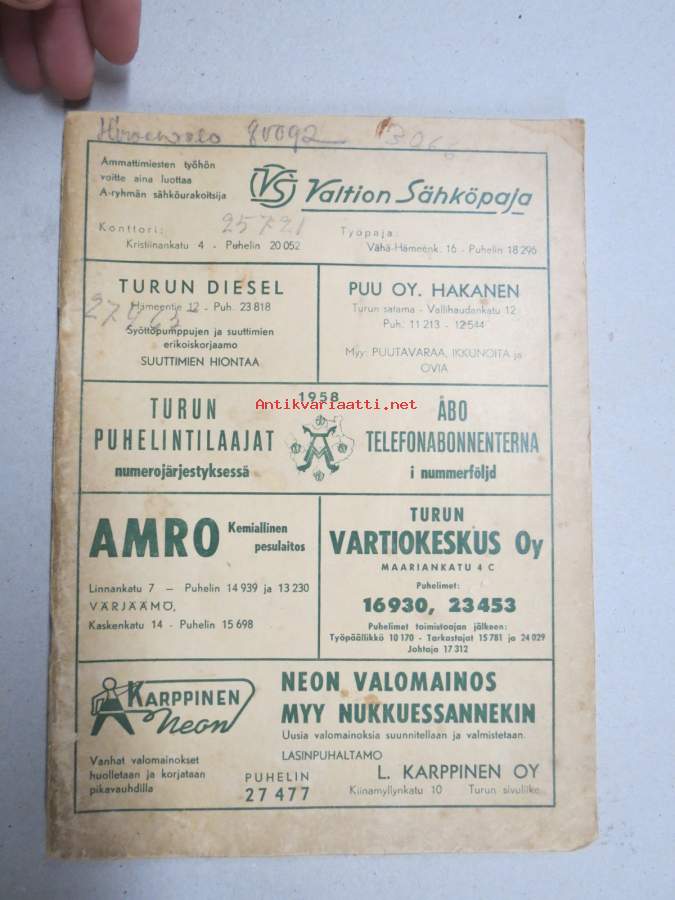 80092
Ammattimiesten työhön
voitte aina luottaa
A-ryhmän sähköurakoitsija
VSP Valtion Sähköpaja
Konttori:
25721
Kristiinankatu 4 - Puhelin 20 052
Työpaja:
Vähä-Hämeenk. 16 - Puhelin 18 296
TURUN DIESEL
Hämeentie 12 - Puh. 23 818
Syöttöpumppujen ja suuttimien
erikoiskorjaamo
SUUTTIMIEN HIONTAA
PUU OY. HAKANEN
Turun satama - Vallihaudankatu 12
Puh. 11 213 - 12 544
Myy: PUUTAVARAA, IKKUNOITA ja
OVIA
TURUN
PUHELINTILAAJAT
numerojärjestyksessä
1958
Antikvariaatti.net
ÅBO
TELEFONABONNENTERNA
i nummerföljd
AMRO Kemiallinen
pesulaitos
Linnankatu 7 — Puhelin 14 939 ja 13 230
VÄRJÄÄMÖ,
Kaskenkatu 14 - Puhelin 15 698
TURUN
VARTIOKESKUS Oy
MAARIANKATU 4 C
Puhelimet:
16930, 23453
Puhelimet toimistoajan jälkeen:
Työpäällikkö 10 170 - Tarkastajat 15 781 ja 24 029
Johtaja 17 312
KARPPINEN
Neon
Vanhat valomainokset
huolletaan ja korjataan
pikavauhdilla
PUHELIN
27 477
NEON VALOMAINOS
MYY NUKKUESSANNEKIN
Uusia valomainoksia suunnitellaan ja valmistetaan.
LASINPUHALTAMO
L. KARPPINEN OY
Kiinamyllynkatu 10 Turun sivuliike